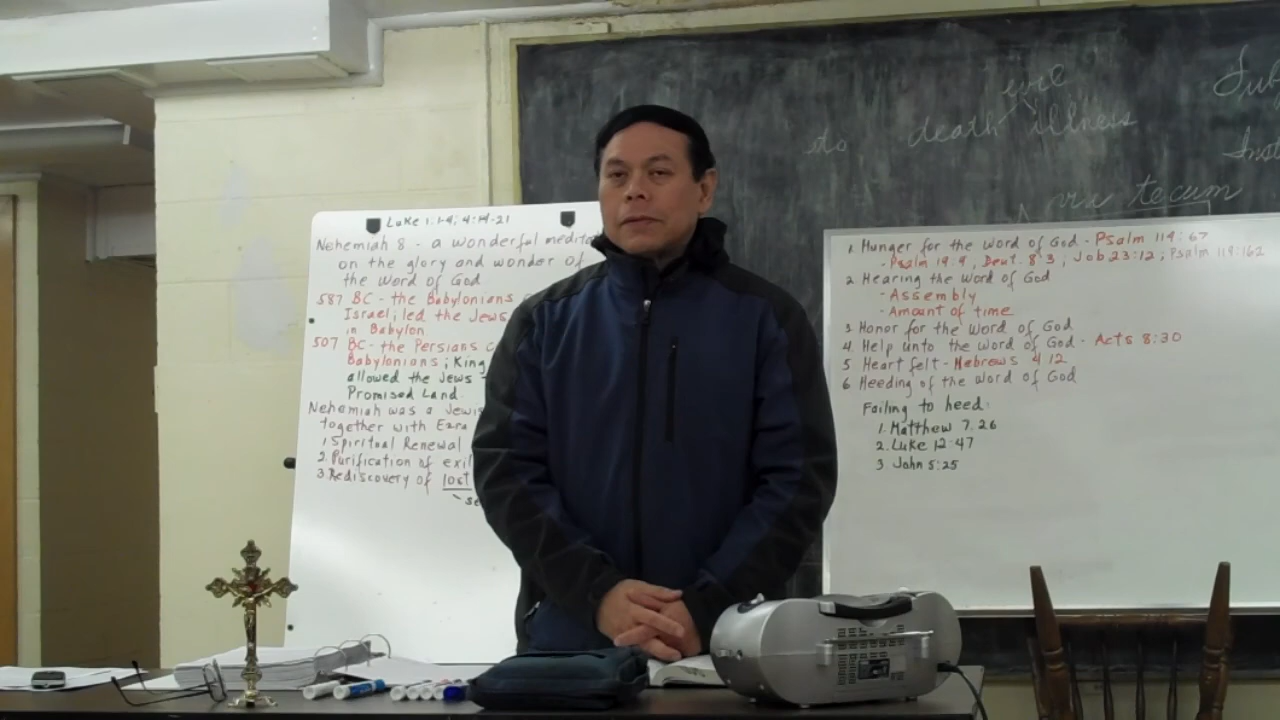 Luke 1:1-4; 4:14-21
Nehemiah 8 - a wonderful
on the glory and wonder of
the word of God
587 BC - the Babylonians
Israel; led the Jews
in Babylon
507 BC - the Persians
Babylonians; King
allowed the Jews
Promised Land.
Nehemiah was a
together with Ezra
1 Spiritual Renewal
2. Purification of
3. Rediscovery of lost
evil
to death illness
tecum
1. Hunger for the word of God - Psalm 119:67
- Psalm 19:9, Deut. 8:3, Job 23:12; Psalm 119:162
2 Hearing the Word of God
- Assembly
- Amount of time
3. Honor for the Word of God
4 Help unto the word of God - Acts 8:30
5 Heart felt - Hebrews 4:12
6 Heeding of the word of God
Failing to heed:
1. Matthew 7.26
2. Luke 12:47
3 John 5:25